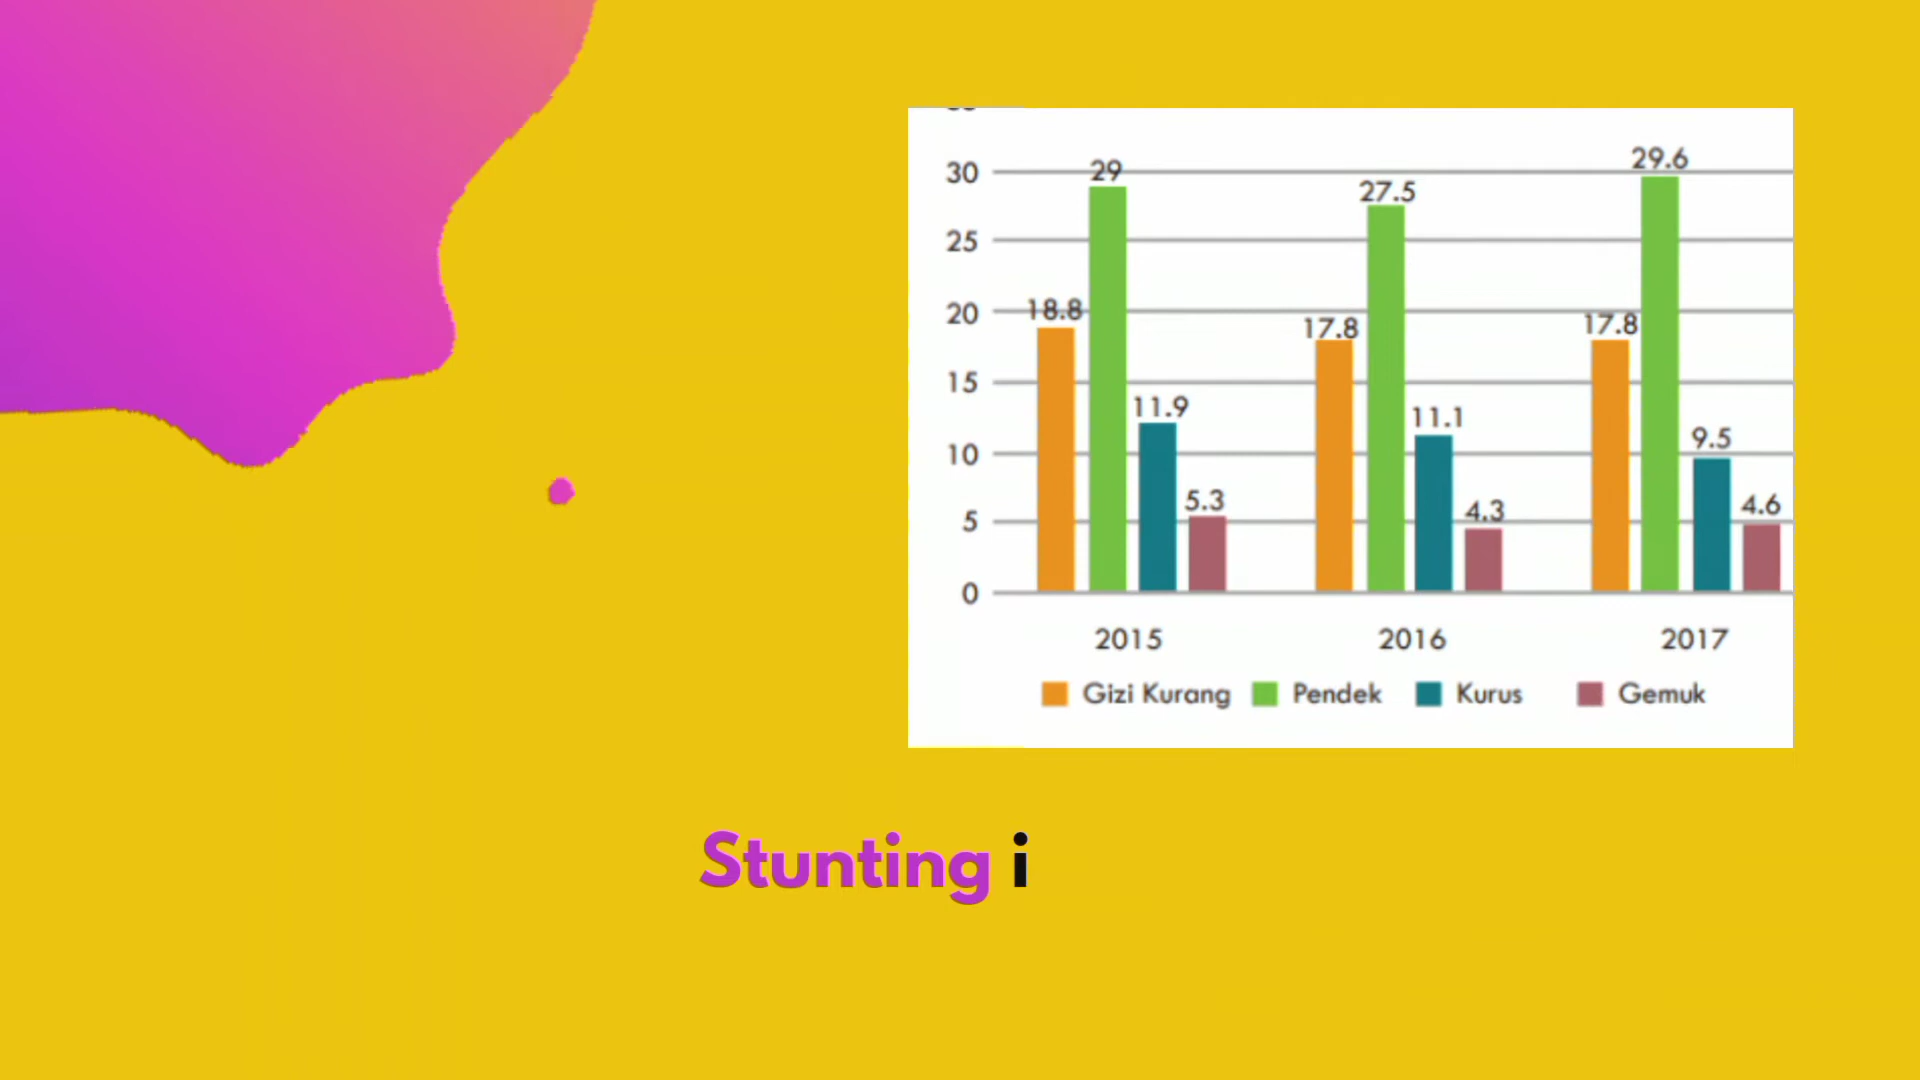 30 29 27.5 29.6
25
20 18.8 17.8 17.8
15
10 11.9 11.1 9.5
5 5.3 4.3 4.6
0
2015 2016 2017
Gizi Kurang Pendek Kurus Gemuk
Stunting i